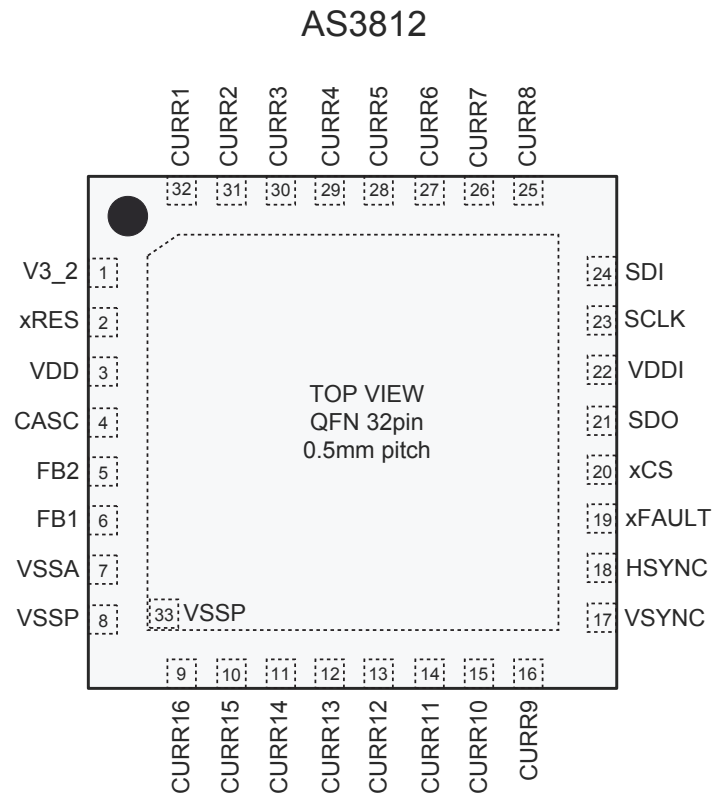 AS3812
CURR1
CURR2
CURR3
CURR4
CURR5
CURR6
CURR7
CURR8
32
31
30
29
28
27
26
25
V3_2 1
xRES 2
VDD 3
CASC 4
FB2 5
FB1 6
VSSA 7
VSSP 8
TOP VIEW
QFN 32pin
0.5mm pitch
33 VSSP
24 SDI
23 SCLK
22 VDDI
21 SDO
20 xCS
19 xFAULT
18 HSYNC
17 VSYNC
9
10
11
12
13
14
15
16
CURR16
CURR15
CURR14
CURR13
CURR12
CURR11
CURR10
CURR9